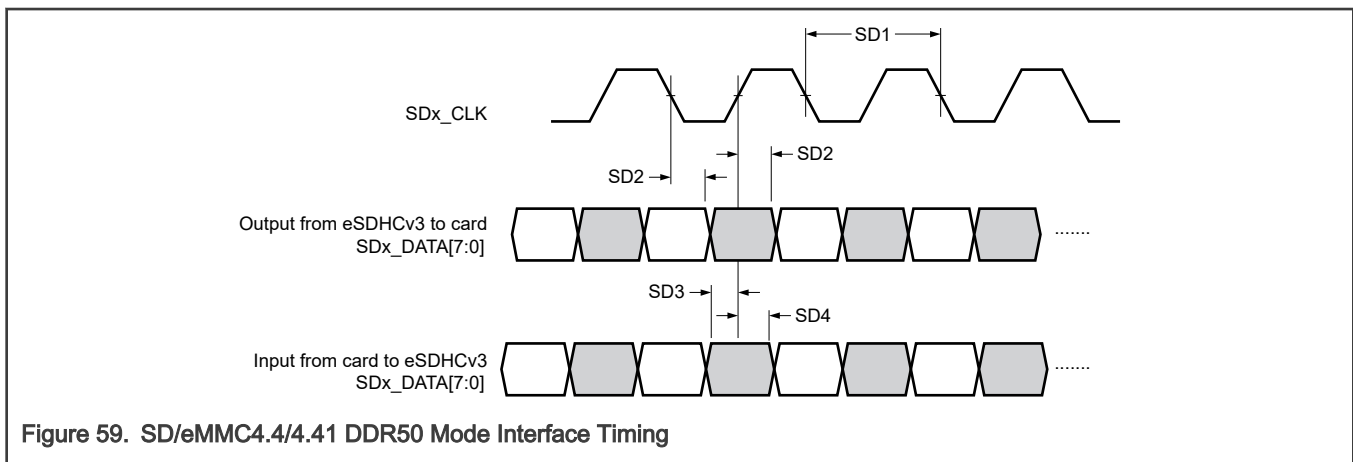 SD1
SDx_CLK
SD2
SD2
Output from eSDHCv3 to card
SDx_DATA[7:0]
.......
SD3
SD4
Input from card to eSDHCv3
SDx_DATA[7:0]
.......
Figure 59. SD/eMMC4.4/4.41 DDR50 Mode Interface Timing